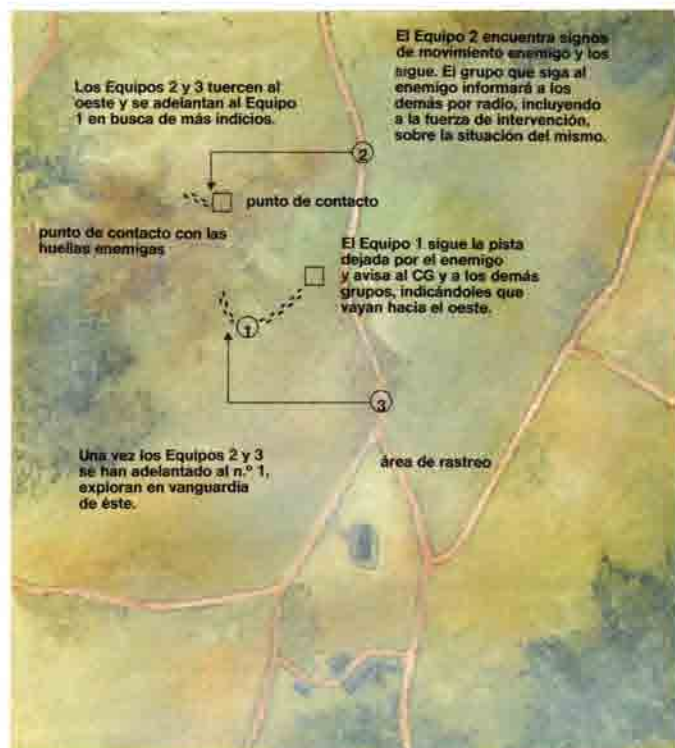 El Equipo 2 encuentra signos
de movimiento enemigo y los
sigue. El grupo que siga al
enemigo informará a los
demás por radio, incluyendo
a la fuerza de intervención,
sobre la situación del mismo.
Los Equipos 2 y 3 tuercen al
oeste y se adelantan al Equipo
1 en busca de más indicios.
2
punto de contacto
punto de contacto con las
huellas enemigas
El Equipo 1 sigue la pista
dejada por el enemigo
y avisa al CG y a los demás
grupos, indicándoles que
vayan hacia el oeste.
1
3
Una vez los Equipos 2 y 3
se han adelantado al n.º 1,
exploran en vanguardia
de éste.
área de rastreo